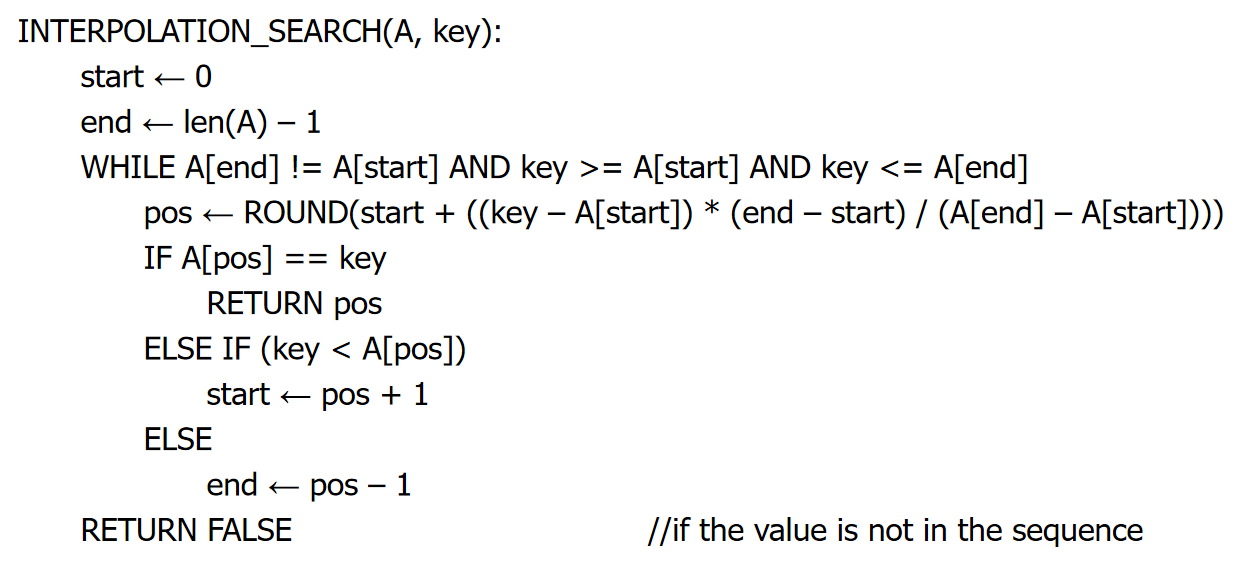 INTERPOLATION_SEARCH(A, key):
start ← 0
end ← len(A) – 1
WHILE A[end] != A[start] AND key >= A[start] AND key <= A[end]
pos ← ROUND(start + ((key – A[start]) * (end – start) / (A[end] – A[start])))
IF A[pos] == key
RETURN pos
ELSE IF (key < A[pos])
start ← pos + 1
ELSE
end ← pos – 1
RETURN FALSE //if the value is not in the sequence